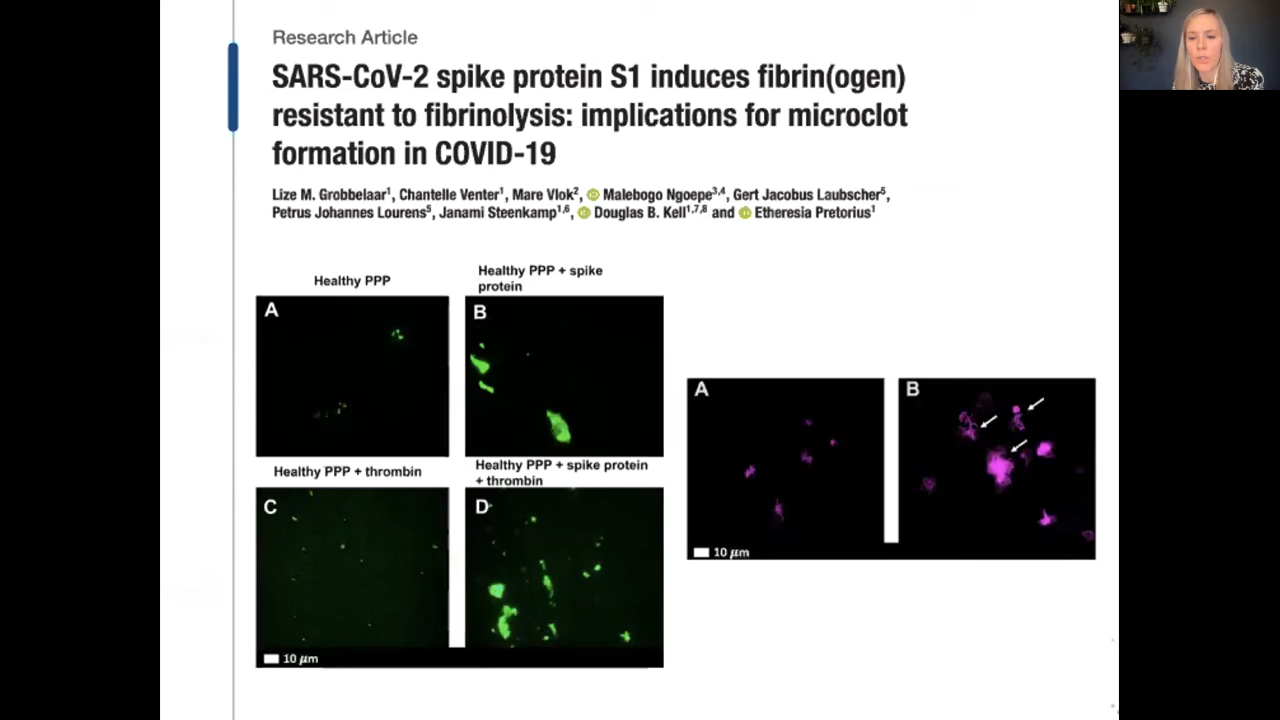 Research Article
SARS-CoV-2 spike protein S1 induces fibrin(ogen)
resistant to fibrinolysis: implications for microclot
formation in COVID-19
Lize M. Grobbelaar1, Chantelle Venter1, Mare Vlok2, Malebogo Ngoepe3,4, Gert Jacobus Laubscher5,
Petrus Johannes Lourens5, Janami Steenkamp1,6, Douglas B. Kell1,7,8 and Etheresia Pretorius1
Healthy PPP
Healthy PPP + spike
protein
A
B
Healthy PPP + thrombin
Healthy PPP + spike protein
+ thrombin
C
D
10 µm
A
B
10 µm